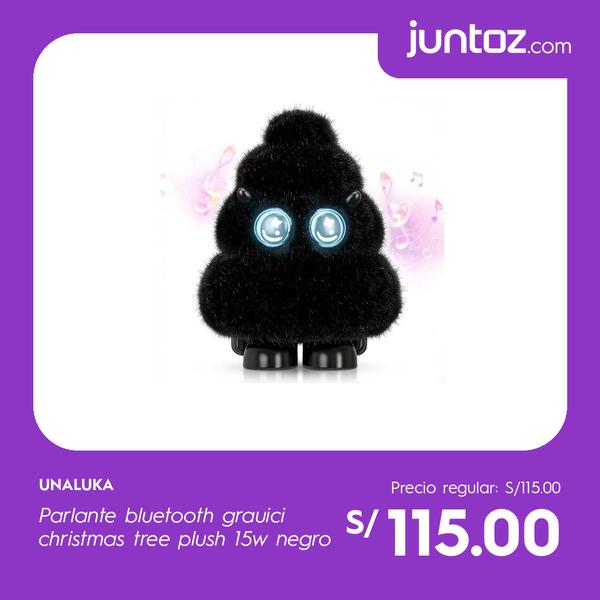 juntoz.com
UNALUKA
Parlante bluetooth grauici
christmas tree plush 15w negro
Precio regular: S/115.00
S/ 115.00